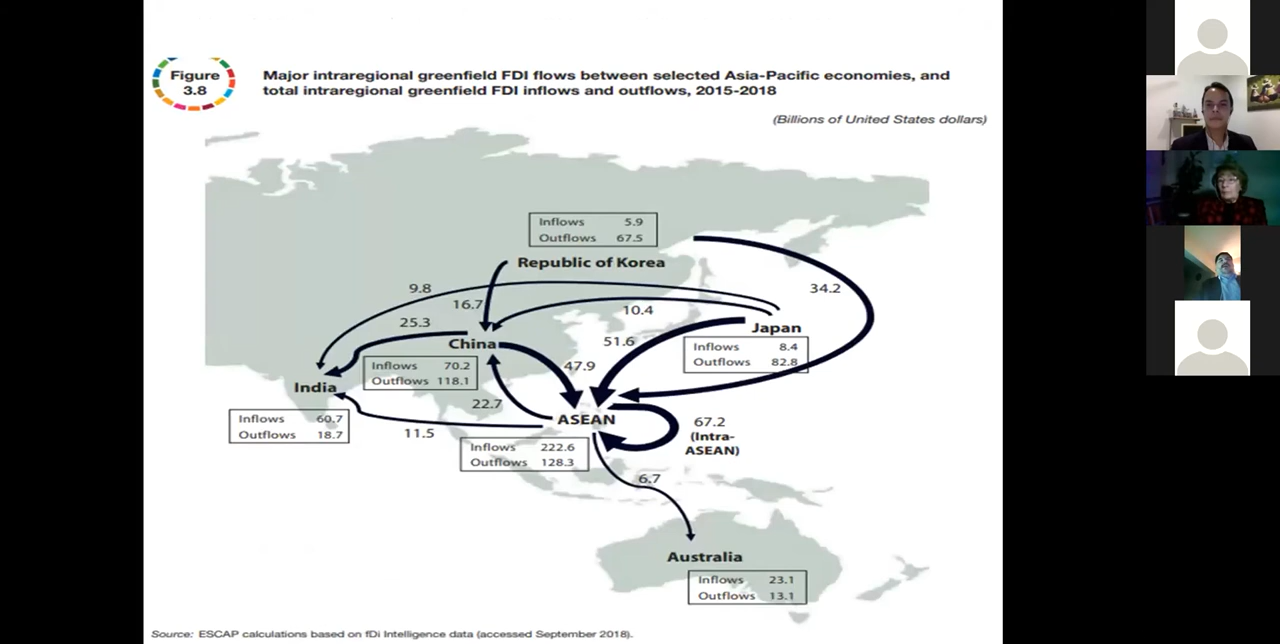 Figure
3.8
Major intraregional greenfield FDI flows between selected Asia-Pacific economies, and
total intraregional greenfield FDI inflows and outflows, 2015-2018
(Billions of United States dollars)
Inflows 5.9
Outflows 67.5
Republic of Korea
9.8
16.7
34.2
25.3
10.4
Japan
51.6
Inflows 8.4
Outflows 82.8
China
47.9
Inflows 70.2
Outflows 118.1
India
22.7
ASEAN
Inflows 60.7
Outflows 18.7
11.5
67.2
(Intra-
ASEAN)
Inflows 222.6
Outflows 128.3
6.7
Australia
Inflows 23.1
Outflows 13.1
Source: ESCAP calculations based on fDi Intelligence data (accessed September 2018).